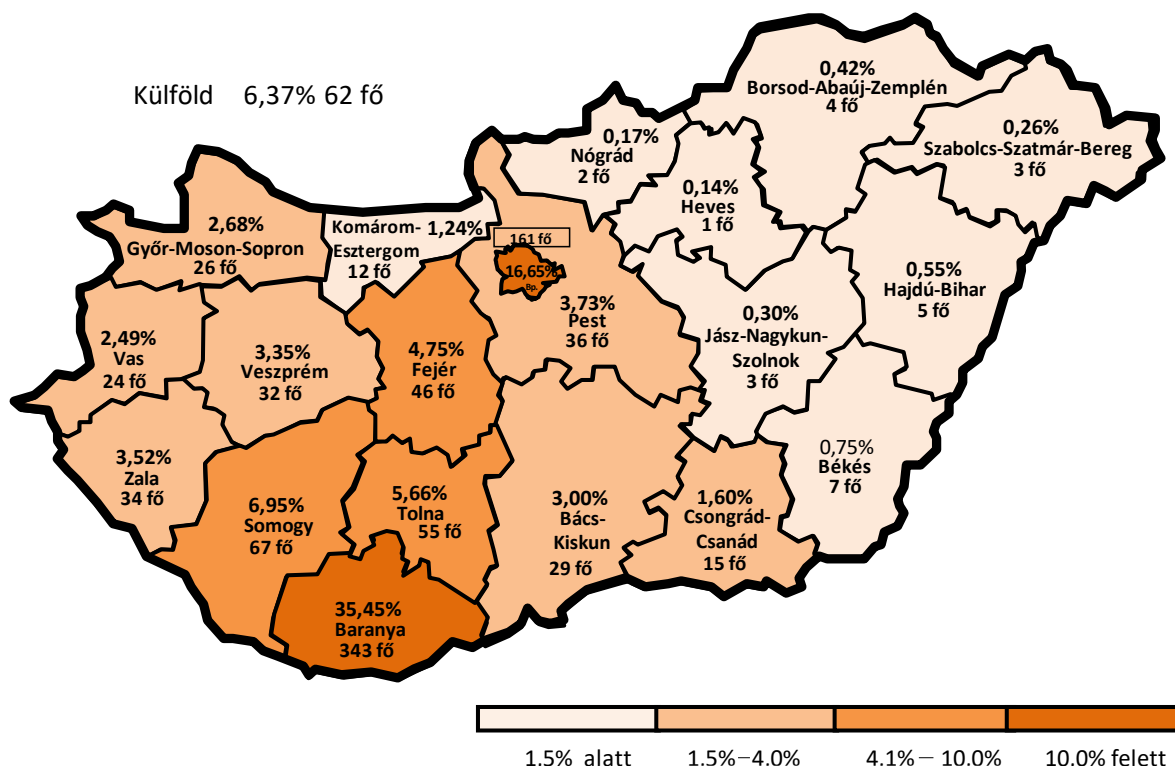 Külföld 6,37% 62 fő
0,42%
Borsod-Abaúj-Zemplén
4 fő
0,26%
Szabolcs-Szatmár-Bereg
3 fő
0,17%
Nógrád
2 fő
0,14%
Heves
1 fő
2,68%
Győr-Moson-Sopron
26 fő
Komárom- 1,24%
Esztergom
12 fő
161 fő
16,65%
Bp.
3,73%
Pest
36 fő
0,55%
Hajdú-Bihar
5 fő
0,30%
Jász-Nagykun-
Szolnok
3 fő
2,49%
Vas
24 fő
3,35%
Veszprém
32 fő
4,75%
Fejér
46 fő
0,75%
Békés
7 fő
3,52%
Zala
34 fő
6,95%
Somogy
67 fő
5,66%
Tolna
55 fő
3,00%
Bács-
Kiskun
29 fő
1,60%
Csongrád-
Csanád
15 fő
35,45%
Baranya
343 fő
1.5% alatt
1.5%−4.0%
4.1% − 10.0%
10.0% felett